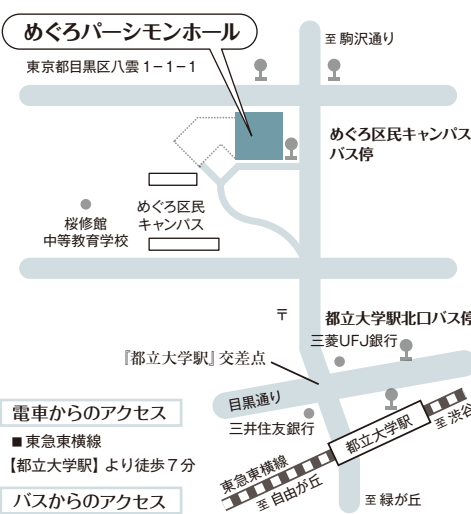 めぐろパーシモンホール
至 駒沢通り
東京都目黒区八雲1-1-1
めぐろ区民キャンパス
バス停
めぐろ区民
キャンパス
桜修館
中等教育学校
〒
都立大学駅北口バス停
三菱UFJ銀行
『都立大学駅』交差点
目黒通り
三井住友銀行
都立大学駅
至 渋谷
東急東横線
至 自由が丘
至 緑が丘
電車からのアクセス
■東急東横線
【都立大学駅】より徒歩7分
バスからのアクセス